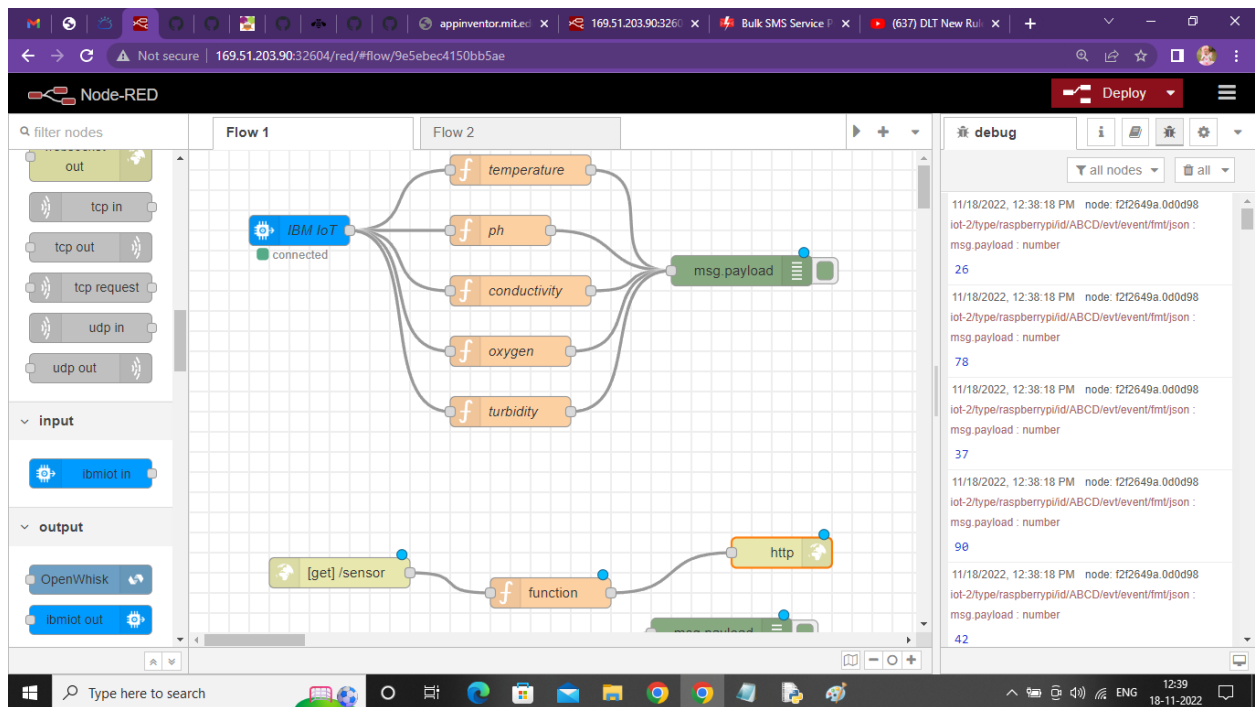 appinventor.mit.ed
169.51.203.90:3260
Bulk SMS Service P
(637) DLT New Rul
Not secure
169.51.203.90:32604/red/#flow/9e5ebec4150bb5ae
Node-RED
Deploy
filter nodes
Flow 1
Flow 2
debug
i
out
tcp in
tcp out
tcp request
udp in
udp out
input
ibmiot in
output
OpenWhisk
ibmiot out
temperature
IBM IoT
connected
ph
conductivity
oxygen
turbidity
msg.payload
[get] /sensor
function
http
msg.payload
all nodes
all
11/18/2022, 12:38:18 PM node: f2f2649a.0d0d98
iot-2/type/raspberrypi/id/ABCD/evt/event/fmt/json :
msg.payload : number
26
11/18/2022, 12:38:18 PM node: f2f2649a.0d0d98
iot-2/type/raspberrypi/id/ABCD/evt/event/fmt/json :
msg.payload : number
78
11/18/2022, 12:38:18 PM node: f2f2649a.0d0d98
iot-2/type/raspberrypi/id/ABCD/evt/event/fmt/json :
msg.payload : number
37
11/18/2022, 12:38:18 PM node: f2f2649a.0d0d98
iot-2/type/raspberrypi/id/ABCD/evt/event/fmt/json :
msg.payload : number
90
11/18/2022, 12:38:18 PM node: f2f2649a.0d0d98
iot-2/type/raspberrypi/id/ABCD/evt/event/fmt/json :
msg.payload : number
42
Type here to search
ENG
12:39
18-11-2022